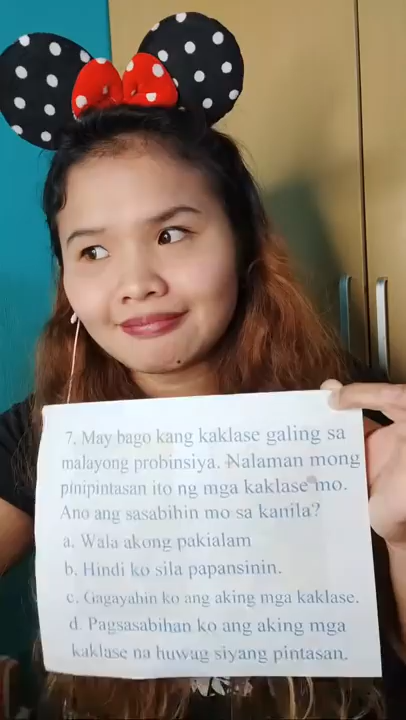 7. May bago kang kaklase galing sa
malayong probinsiya. Nalaman mong
pinipintasan ito ng mga kaklase mo.
Ano ang sasabihin mo sa kanila?
a. Wala akong pakialam
b. Hindi ko sila papansinin.
c. Gagayahin ko ang aking mga kaklase.
d. Pagsasabihan ko ang aking mga
kaklase na huwag siyang pintasan.